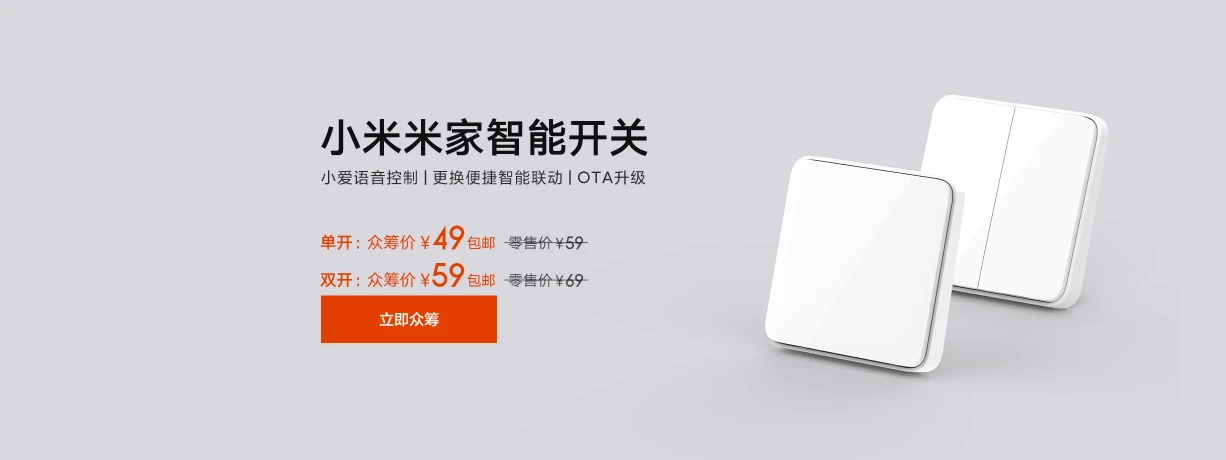 小米米家智能开关
小爱语音控制 | 更换便捷智能联动 | OTA升级
单开：众筹价 ¥49包邮 零售价¥59
双开：众筹价 ¥59包邮 零售价¥69
立即众筹